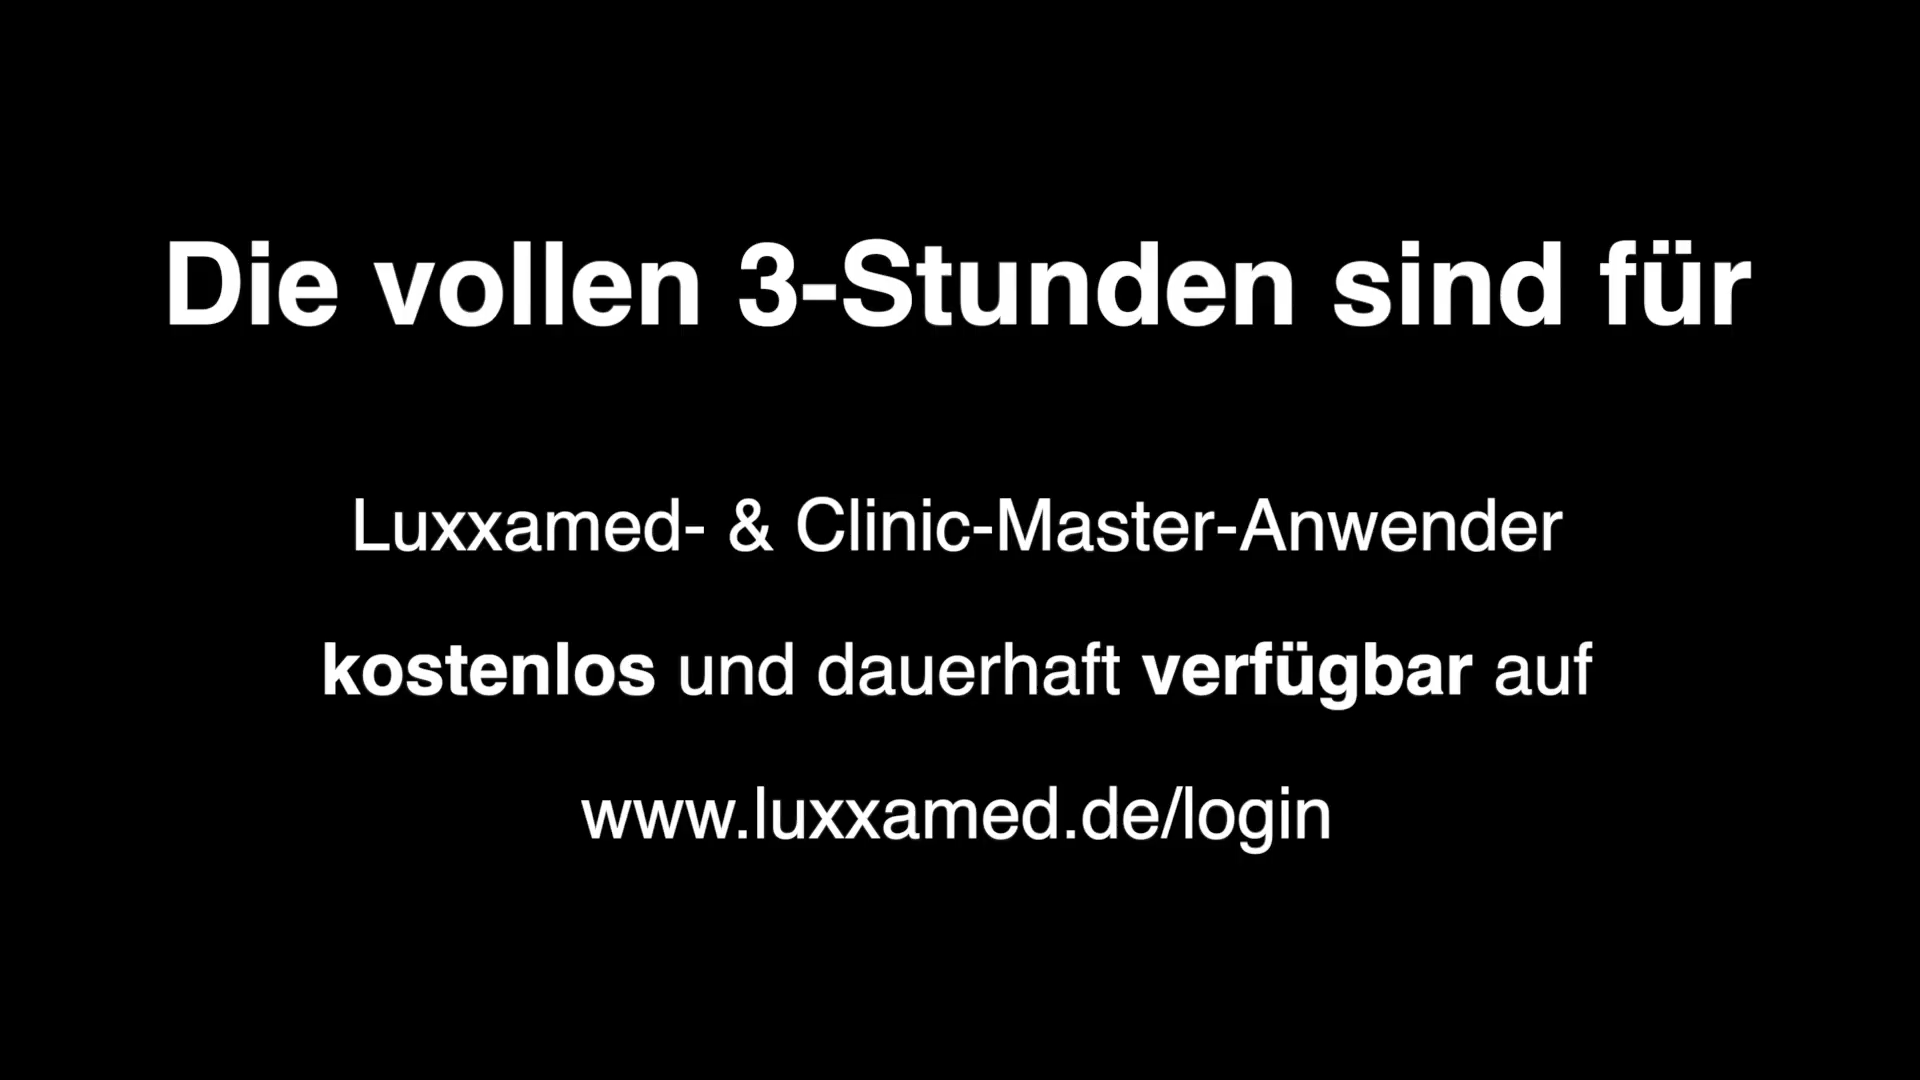 Die vollen 3-Stunden sind für
Luxxamed- & Clinic-Master-Anwender
kostenlos und dauerhaft verfügbar auf
www.luxxamed.de/login